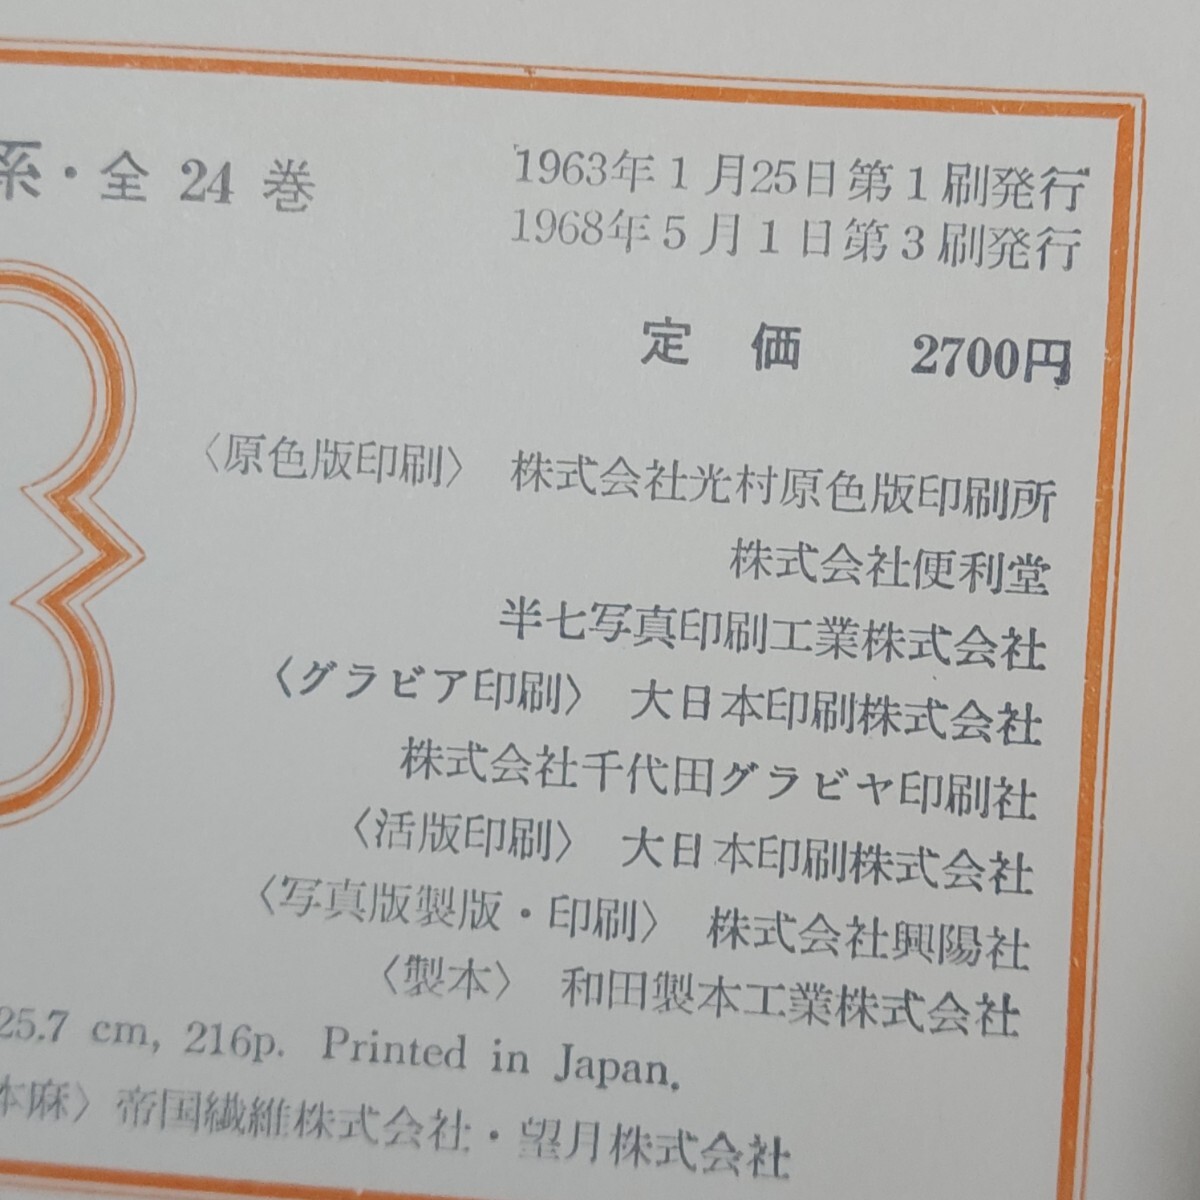 系・全 24 巻
1963年1月25日第1刷発行
1968年5月1日第3刷発行
定 価 2700円
〈原色版印刷〉 株式会社光村原色版印刷所
株式会社便利堂
半七写真印刷工業株式会社
〈グラビア印刷〉 大日本印刷株式会社
株式会社千代田グラビヤ印刷社
〈活版印刷〉 大日本印刷株式会社
〈写真版製版・印刷〉 株式会社興陽社
〈製本〉 和田製本工業株式会社
25.7 cm, 216p. Printed in Japan.
本麻〉帝国繊維株式会社・望月株式会社